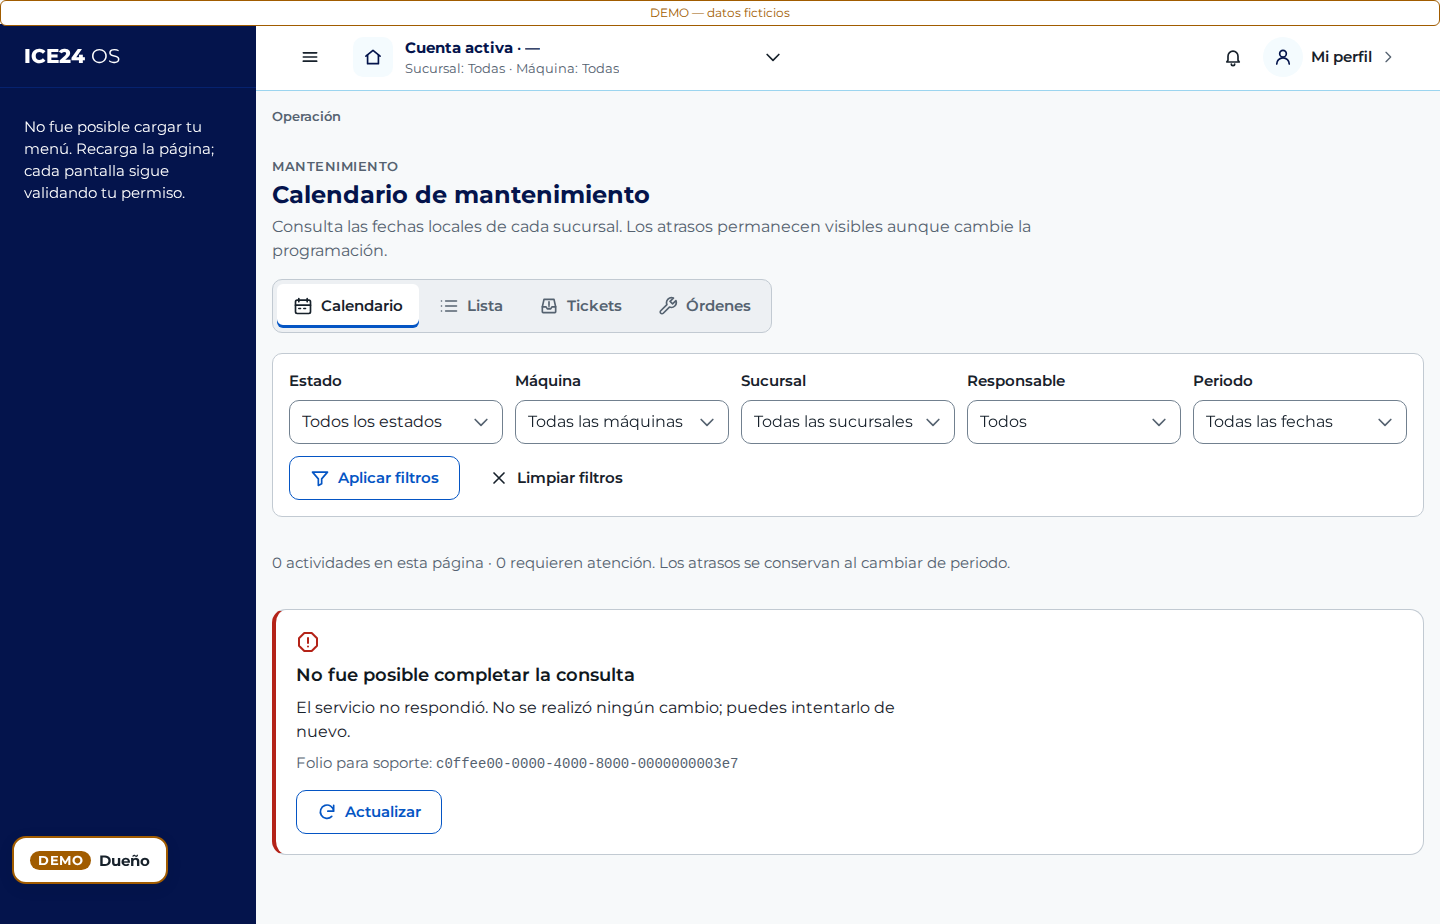 DEMO — datos ficticios
ICE24 OS
Cuenta activa · —
Sucursal: Todas · Máquina: Todas
Mi perfil
No fue posible cargar tu
menú. Recarga la página;
cada pantalla sigue
validando tu permiso.
Operación
MANTENIMIENTO
Calendario de mantenimiento
Consulta las fechas locales de cada sucursal. Los atrasos permanecen visibles aunque cambie la
programación.
Calendario
Lista
Tickets
Órdenes
Estado
Máquina
Sucursal
Responsable
Periodo
Todos los estados
Todas las máquinas
Todas las sucursales
Todos
Todas las fechas
Aplicar filtros
Limpiar filtros
0 actividades en esta página · 0 requieren atención. Los atrasos se conservan al cambiar de periodo.
No fue posible completar la consulta
El servicio no respondió. No se realizó ningún cambio; puedes intentarlo de
nuevo.
Folio para soporte: c0ffee00-0000-4000-8000-0000000003e7
Actualizar
DEMO Dueño